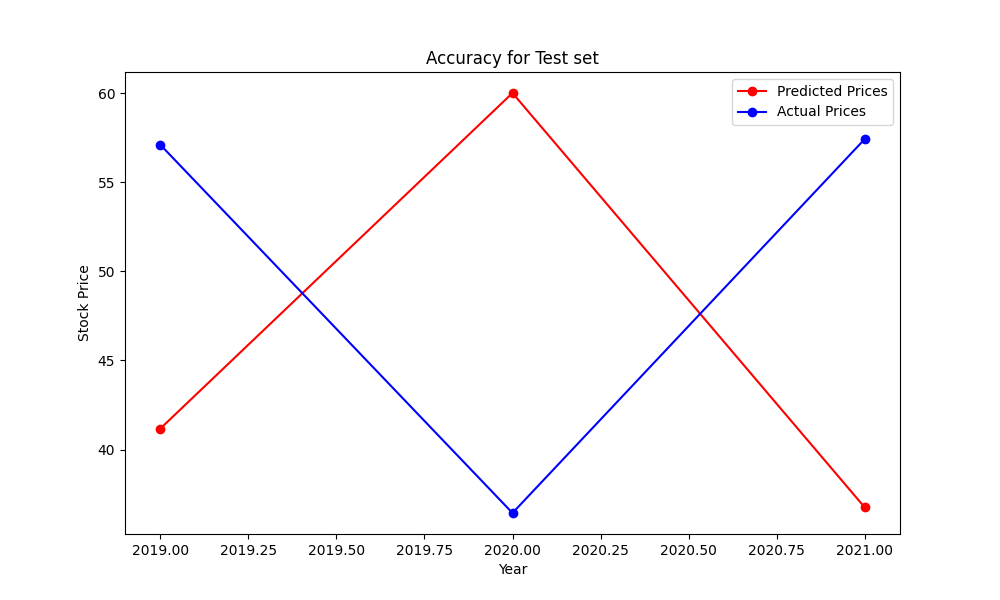 Accuracy for Test set
Predicted Prices
Actual Prices
60
55
50
45
40
Stock Price
2019.00 2019.25 2019.50 2019.75 2020.00 2020.25 2020.50 2020.75 2021.00
Year